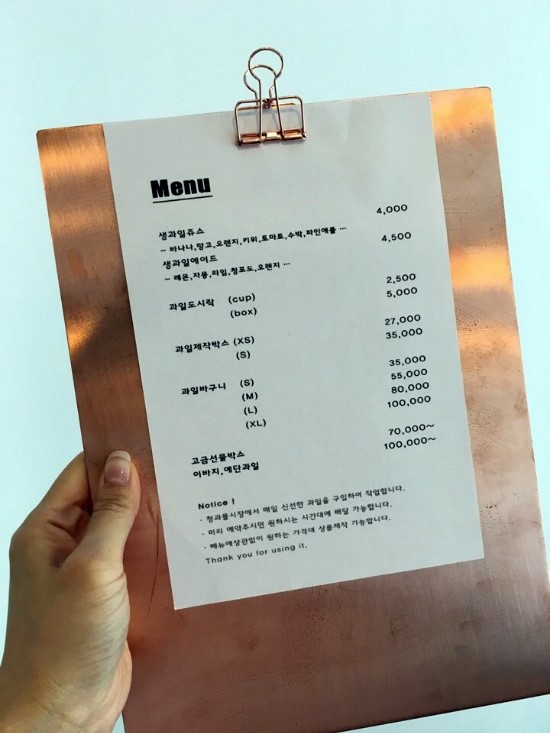 Menu
생과일쥬스 4,000
- 바나나,망고,오렌지,키위,토마토,수박,파인애플 ...
생과일에이드 4,500
- 레몬,자몽,라임,청포도,오렌지 ...
과일도시락 (cup) 2,500
(box) 5,000
과일제작박스 (XS) 27,000
(S) 35,000
과일바구니 (S) 35,000
(M) 55,000
(L) 80,000
(XL) 100,000
고급선물박스 70,000~
이바지,예단과일 100,000~
Notice !
· 청과물시장에서 매일 신선한 과일을 구입하여 작업합니다.
· 미리 예약주시면 원하시는 시간대에 배달 가능합니다.
· 메뉴에상관없이 원하는 가격대 상품제작 가능합니다.
Thank you for using it.